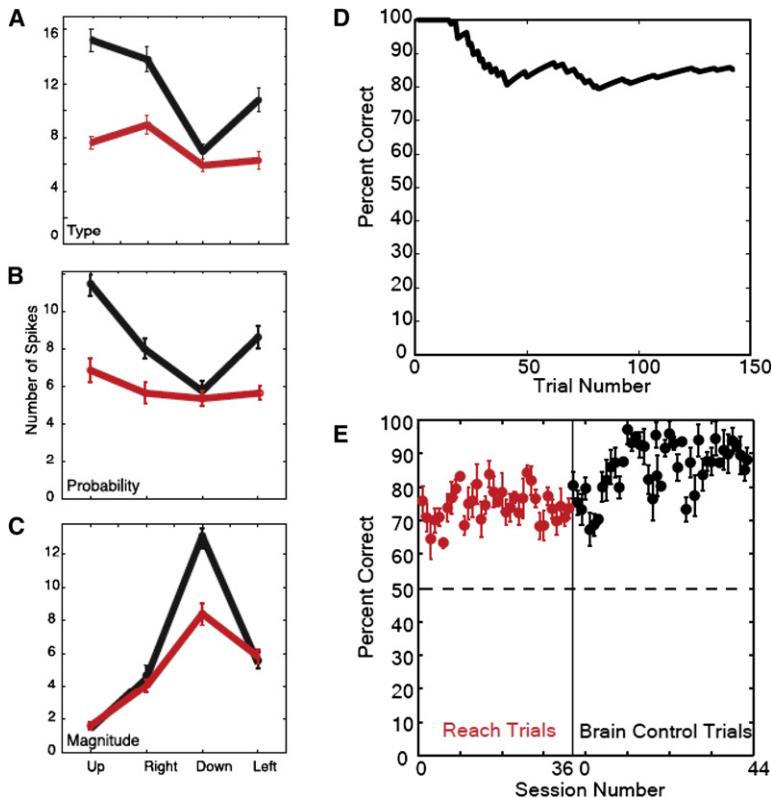 A
16
12
8
4
0
Type
B
10
8
6
4
2
0
Probability
Number of Spikes
C
12
10
8
6
4
2
0
Magnitude
Up Right Down Left
D
100
90
80
70
60
50
40
30
20
10
0
Percent Correct
0 50 100 150
Trial Number
E
100
90
80
70
60
50
40
30
20
10
0
Percent Correct
Reach Trials Brain Control Trials
0 36 0 44
Session Number